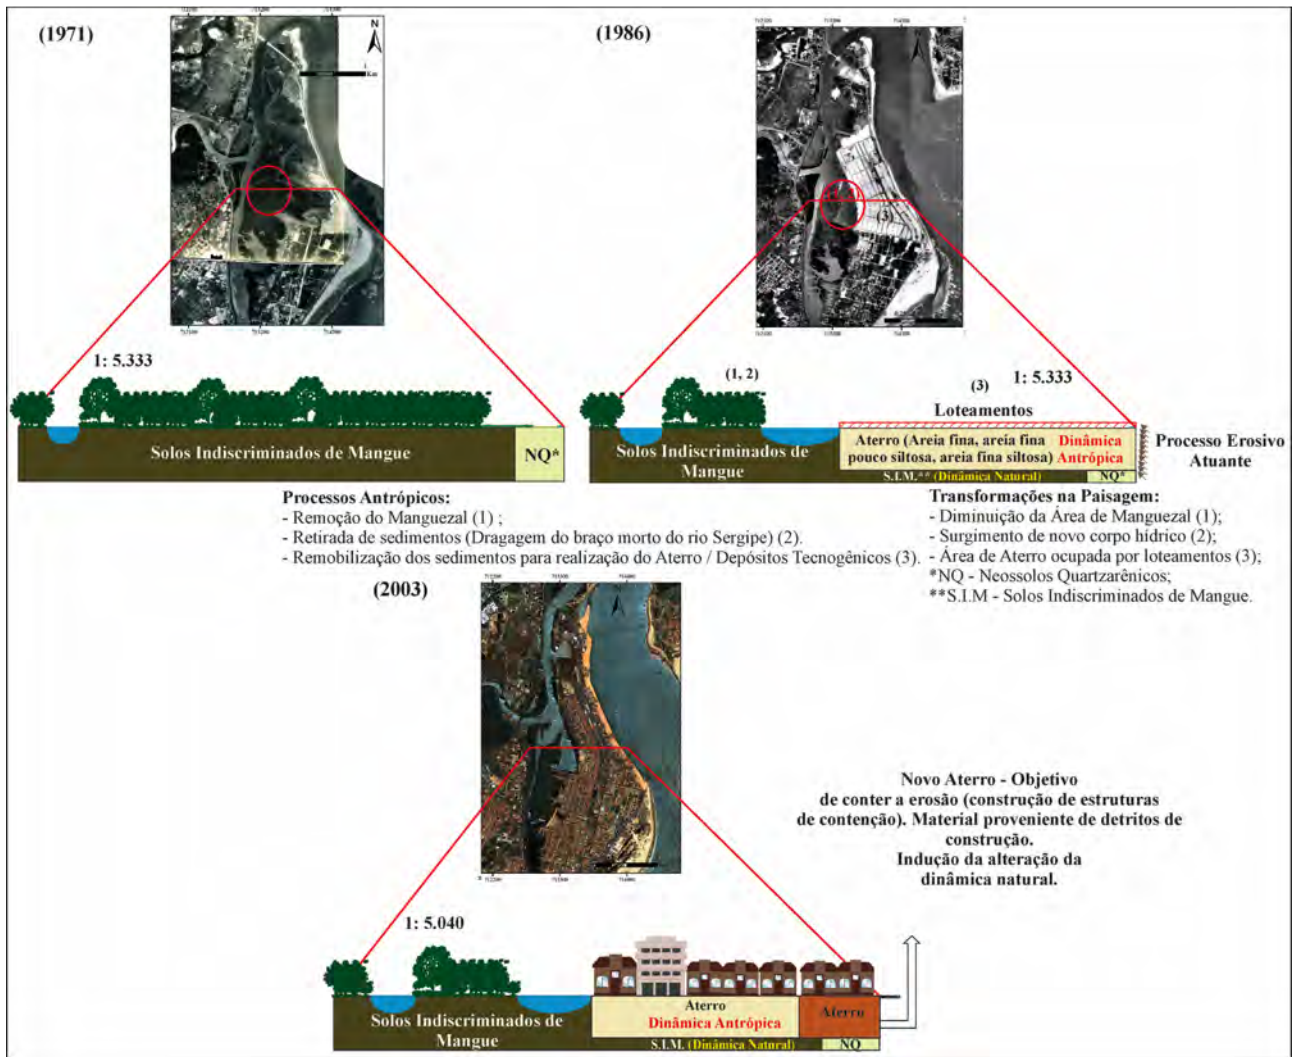 (1971)
N
(1986)
(3)
1: 5.333
(1, 2)
(3)
1: 5.333
Loteamentos
Solos Indiscriminados de Mangue
NQ*
Solos Indiscriminados de
Mangue
Aterro (Areia fina, areia fina
pouco siltosa, areia fina siltosa)
Dinâmica
Antrópica
S.I.M.** (Dinâmica Natural)
NQ*
Processo Erosivo
Atuante
Processos Antrópicos:
- Remoção do Manguezal (1) ;
- Retirada de sedimentos (Dragagem do braço morto do rio Sergipe) (2).
- Remobilização dos sedimentos para realização do Aterro / Depósitos Tecnogênicos (3).
Transformações na Paisagem:
- Diminuição da Área de Manguezal (1);
- Surgimento de novo corpo hídrico (2);
- Área de Aterro ocupada por loteamentos (3);
*NQ - Neossolos Quartzarênicos;
**S.I.M - Solos Indiscriminados de Mangue.
(2003)
Novo Aterro - Objetivo
de conter a erosão (construção de estruturas
de contenção). Material proveniente de detritos de
construção.
Indução da alteração da
dinâmica natural.
1: 5.040
Solos Indiscriminados de
Mangue
Aterro
Dinâmica Antrópica
Aterro
S.I.M. (Dinâmica Natural)
NQ